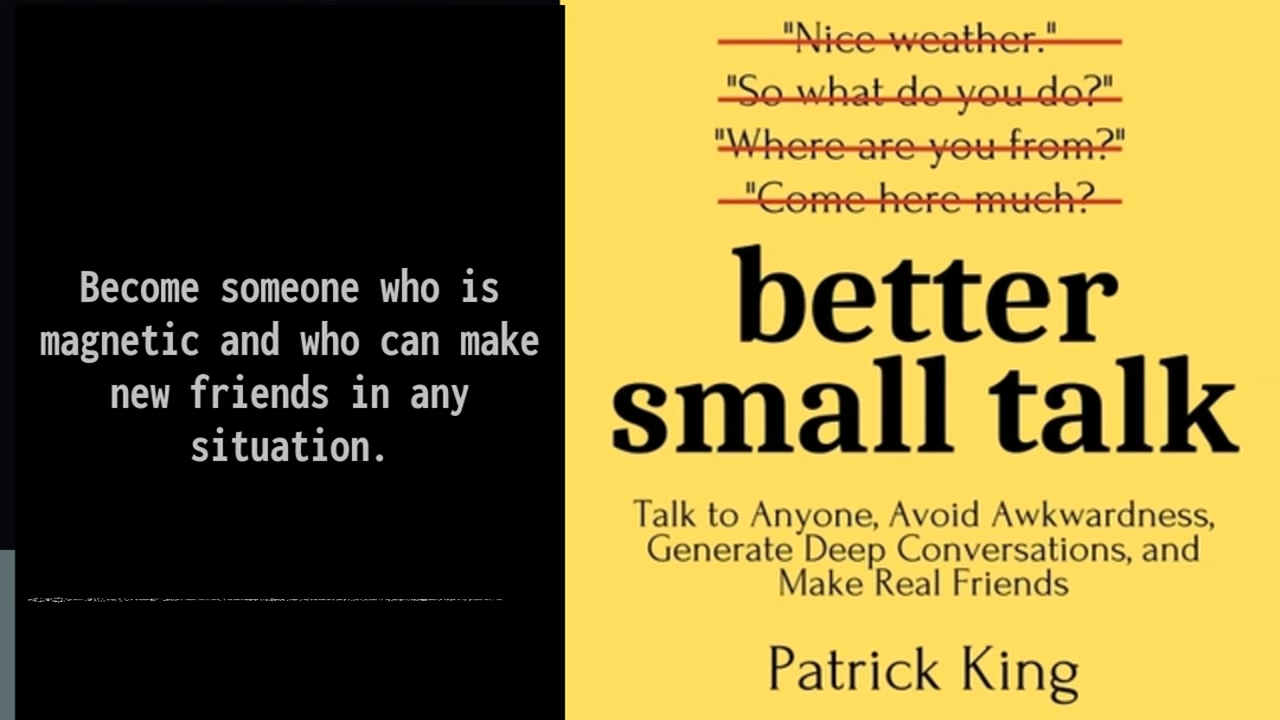 Become someone who is
magnetic and who can make
new friends in any
situation.
"Nice weather."
"So what do you do?"
"Where are you from?"
"Come here much?
better
small talk
Talk to Anyone, Avoid Awkwardness,
Generate Deep Conversations, and
Make Real Friends
Patrick King